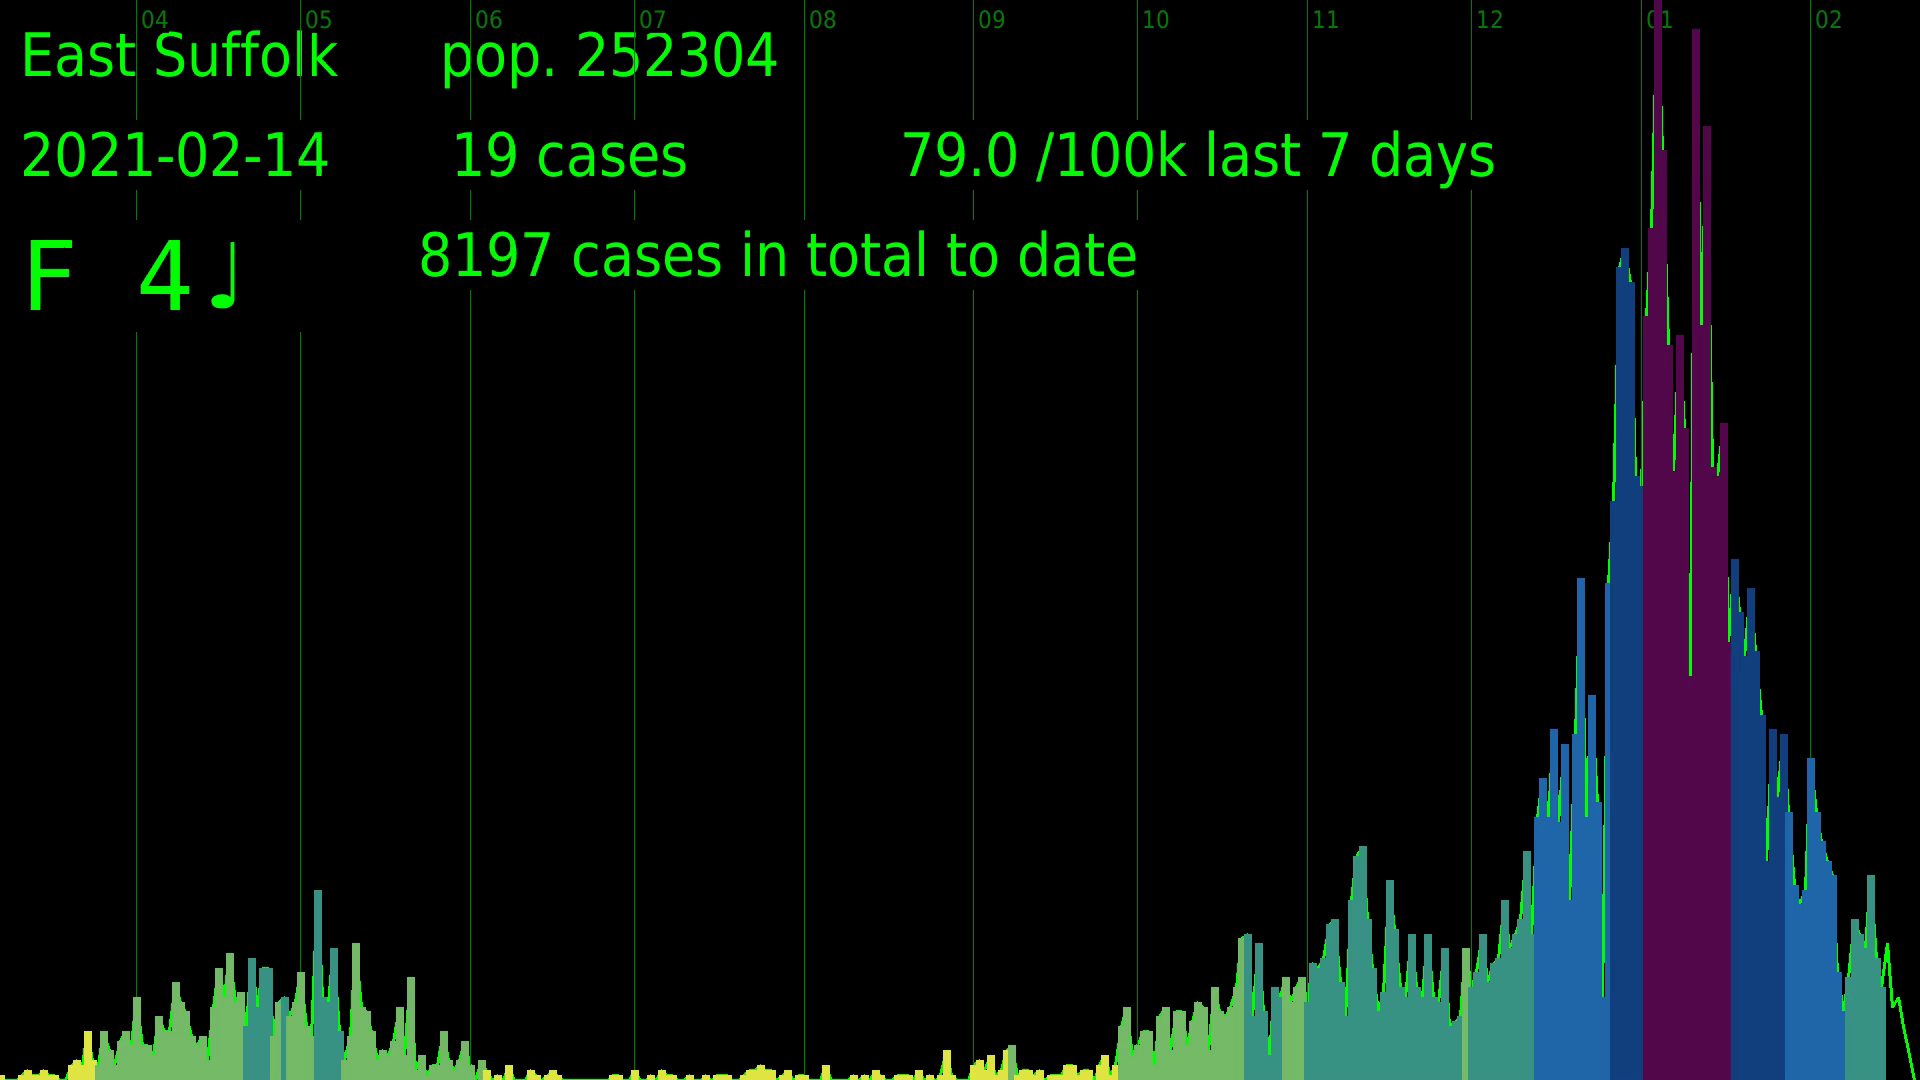 04 05 06 07 08 09 10 11 12 01 02
East Suffolk pop. 252304
2021-02-14 19 cases 79.0 /100k last 7 days
F 4♩ 8197 cases in total to date